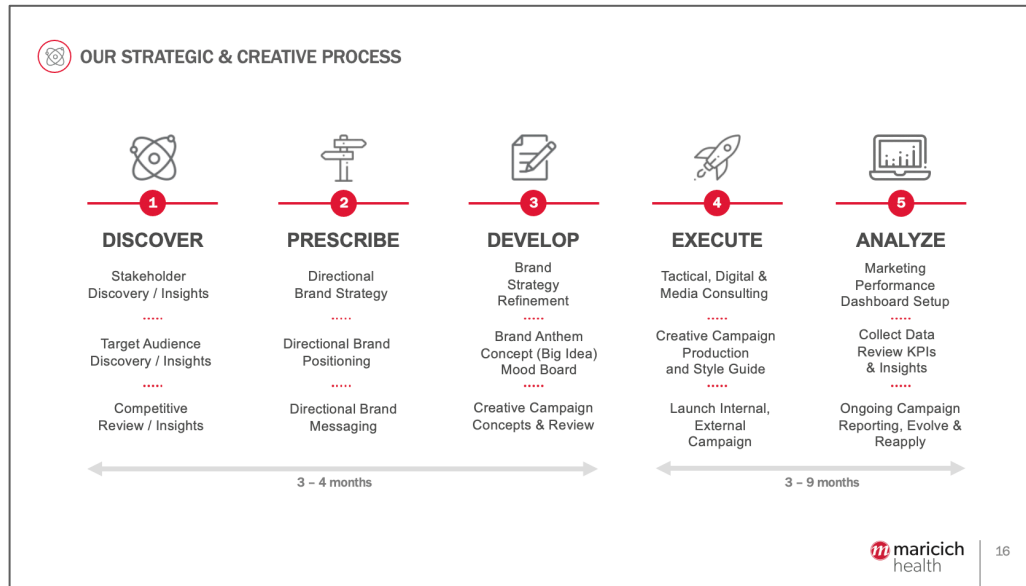 OUR STRATEGIC & CREATIVE PROCESS
1
DISCOVER
Stakeholder
Discovery / Insights
Target Audience
Discovery / Insights
Competitive
Review / Insights
2
PRESCRIBE
Directional
Brand Strategy
Directional Brand
Positioning
Directional Brand
Messaging
3
DEVELOP
Brand
Strategy
Refinement
Brand Anthem
Concept (Big Idea)
Mood Board
Creative Campaign
Concepts & Review
3 – 4 months
4
EXECUTE
Tactical, Digital &
Media Consulting
Creative Campaign
Production
and Style Guide
Launch Internal,
External
Campaign
5
ANALYZE
Marketing
Performance
Dashboard Setup
Collect Data
Review KPIs
& Insights
Ongoing Campaign
Reporting, Evolve &
Reapply
3 – 9 months
m maricich
health
16